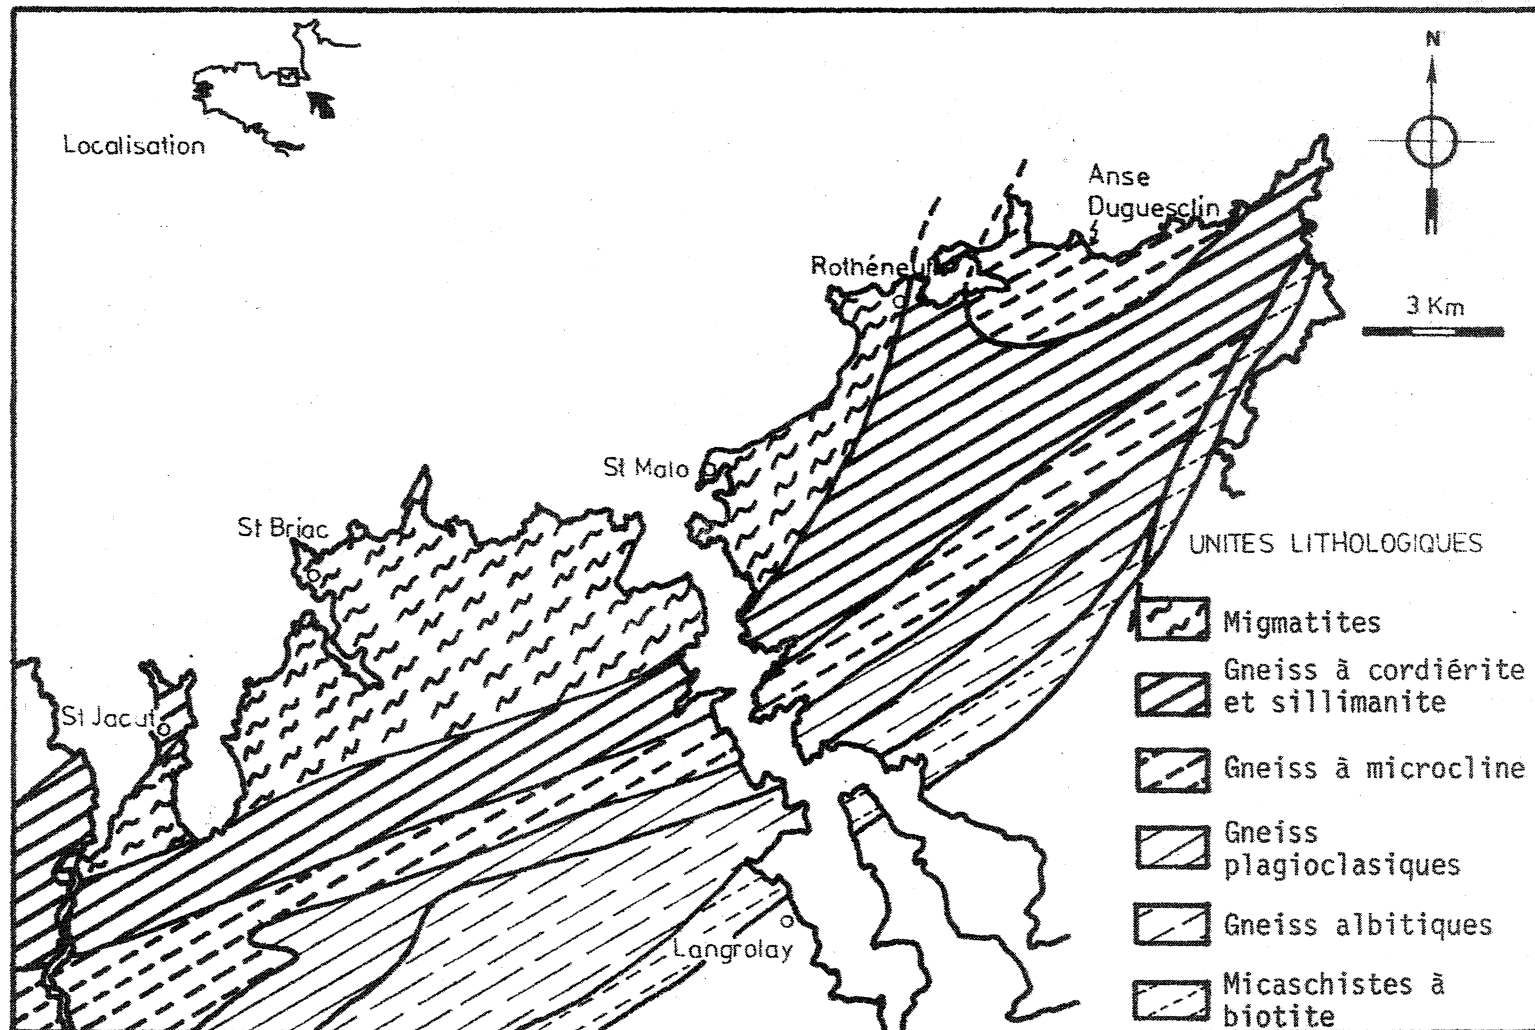 Localisation
N
Anse
Duguesclin
Rothéneuf
3 Km
St Malo
St Briac
St Jacut
Langrolay
UNITES LITHOLOGIQUES
Migmatites
Gneiss à cordiérite
et sillimanite
Gneiss à microcline
Gneiss
plagioclasiques
Gneiss albitiques
Micaschistes à
biotite